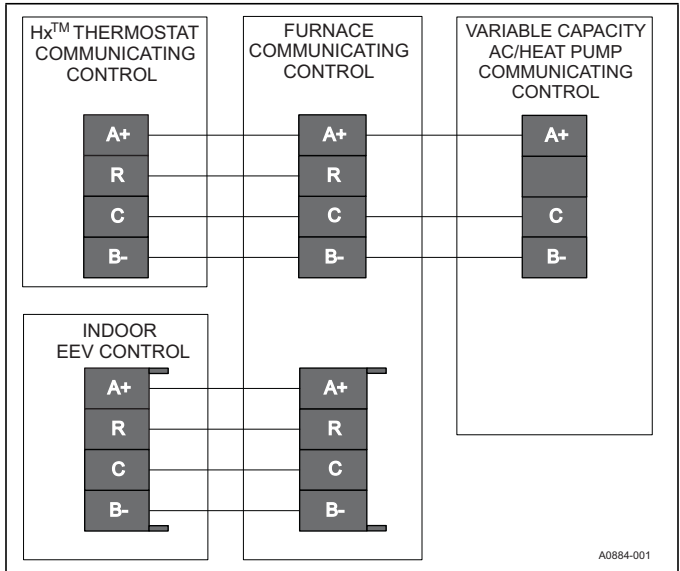 Hx™ THERMOSTAT
COMMUNICATING
CONTROL
A+
R
C
B-
FURNACE
COMMUNICATING
CONTROL
A+
R
C
B-
VARIABLE CAPACITY
AC/HEAT PUMP
COMMUNICATING
CONTROL
A+
C
B-
INDOOR
EEV CONTROL
A+
R
C
B-
A+
R
C
B-
A0884-001